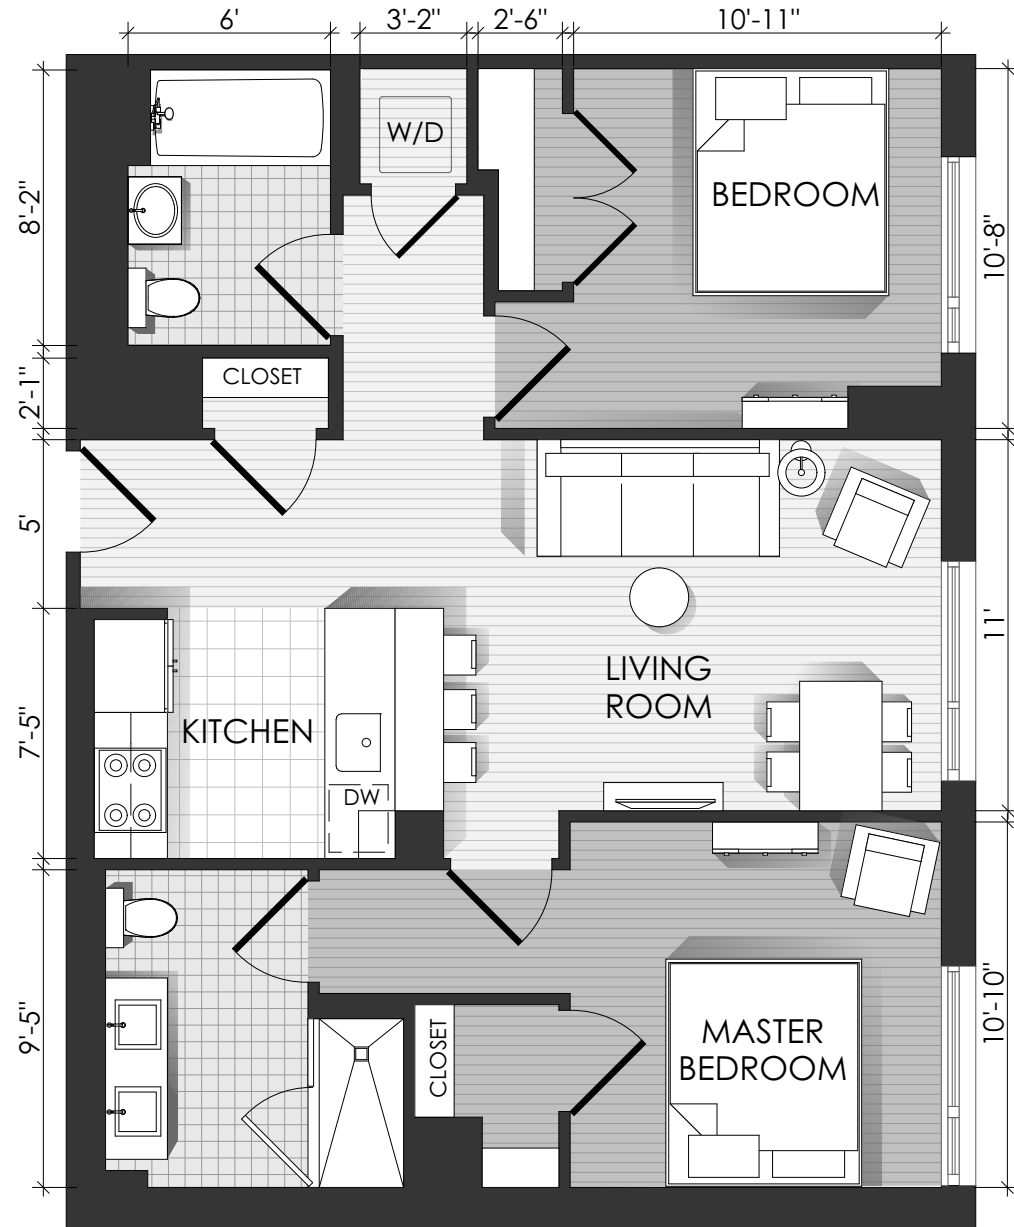 6'
3'-2"
2'-6"
10'-11"
W/D
BEDROOM
8'-2"
10'-8"
CLOSET
2'-1"
5'
11'
LIVING
ROOM
KITCHEN
7'-5"
DW
9'-5"
CLOSET
MASTER
BEDROOM
10'-10"